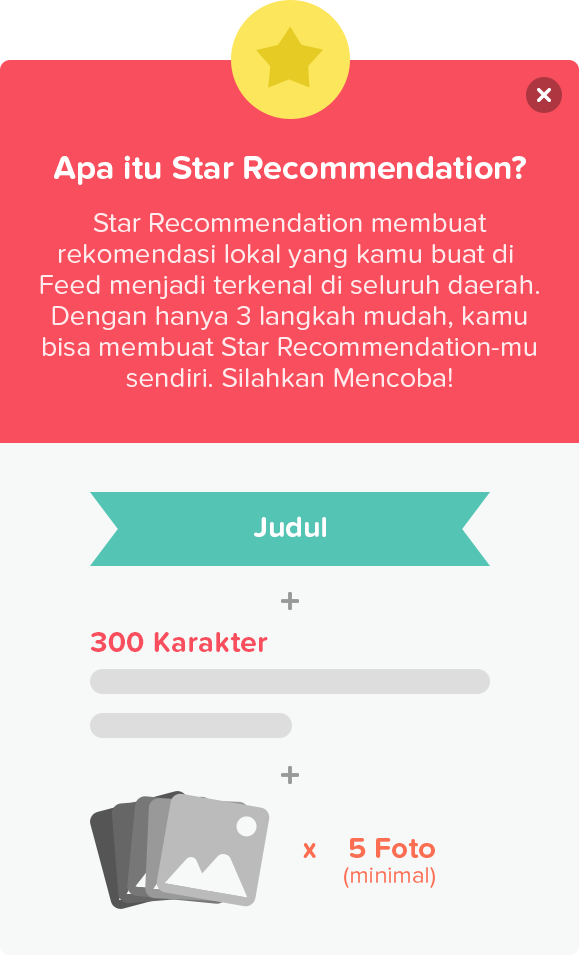 Apa itu Star Recommendation?
Star Recommendation membuat
rekomendasi lokal yang kamu buat di
Feed menjadi terkenal di seluruh daerah.
Dengan hanya 3 langkah mudah, kamu
bisa membuat Star Recommendation-mu
sendiri. Silahkan Mencoba!
Judul
+
300 Karakter
+
x 5 Foto
(minimal)